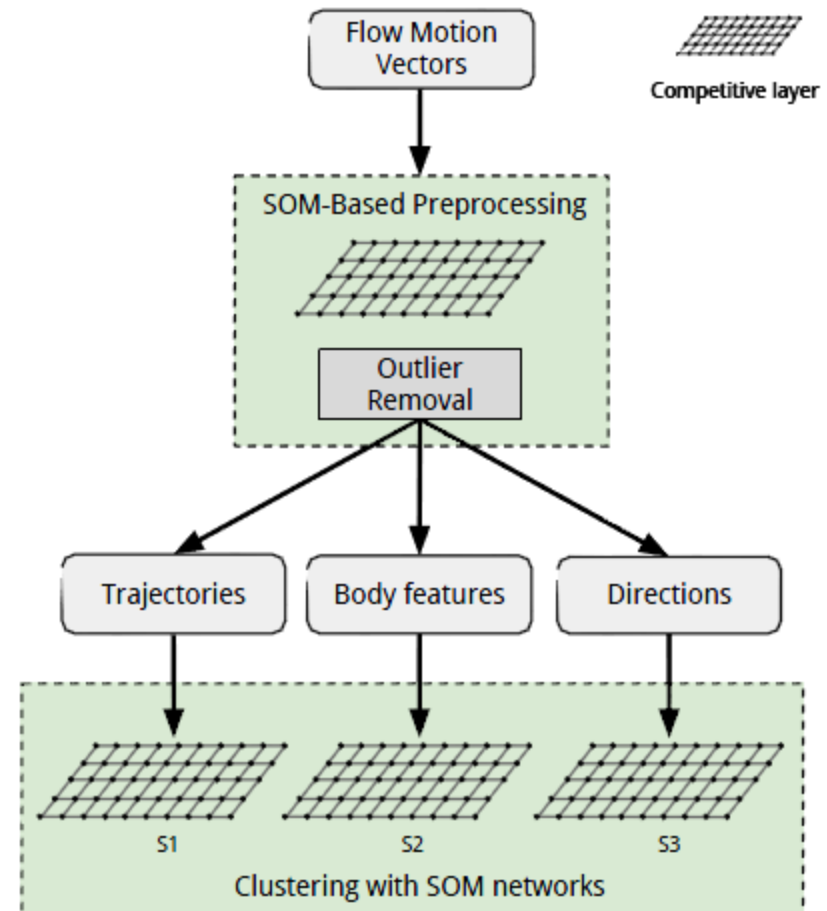 Flow Motion
Vectors
Competitive layer
SOM-Based Preprocessing
Outlier
Removal
Trajectories
Body features
Directions
S1
S2
S3
Clustering with SOM networks